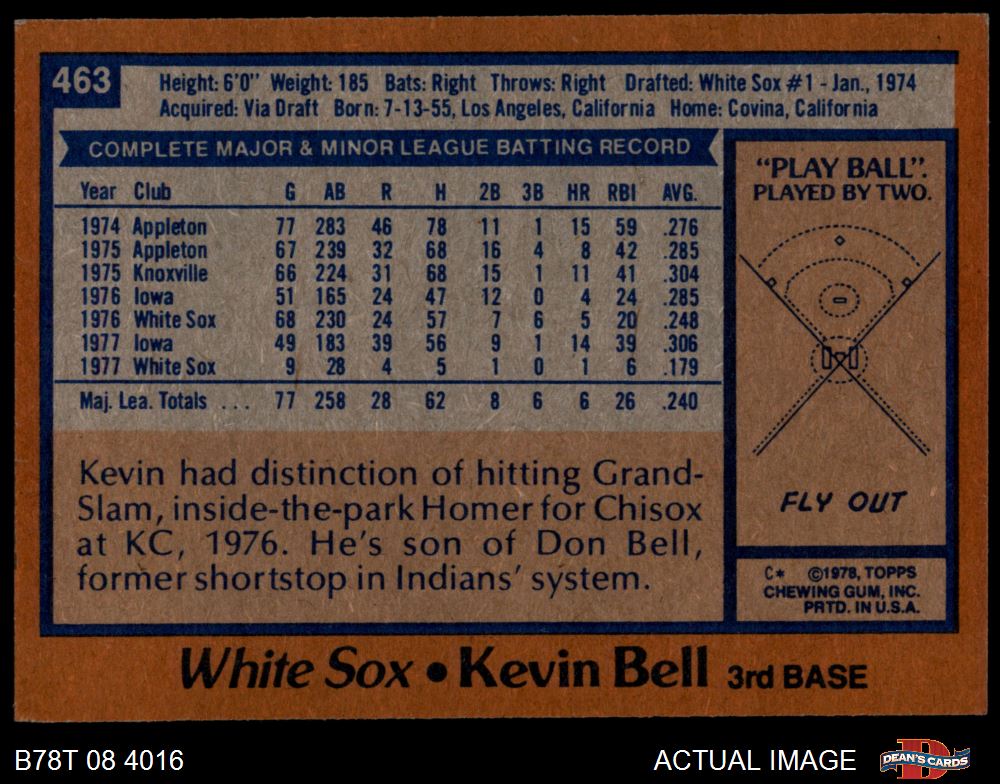 463
Height: 6'0" Weight: 185 Bats: Right Throws: Right Drafted: White Sox #1 - Jan., 1974
Acquired: Via Draft Born: 7-13-55, Los Angeles, California Home: Covina, California
COMPLETE MAJOR & MINOR LEAGUE BATTING RECORD
Year Club G AB R H 2B 3B HR RBI AVG.
1974 Appleton 77 283 46 78 11 1 15 59 .276
1975 Appleton 67 239 32 68 16 4 8 42 .285
1975 Knoxville 66 224 31 68 15 1 11 41 .304
1976 Iowa 51 165 24 47 12 0 4 24 .285
1976 White Sox 68 230 24 57 7 6 5 20 .248
1977 Iowa 49 183 39 56 9 1 14 39 .306
1977 White Sox 9 28 4 5 1 0 1 6 .179
Maj. Lea. Totals ... 77 258 28 62 8 6 6 26 .240
Kevin had distinction of hitting Grand-
Slam, inside-the-park Homer for Chisox
at KC, 1976. He's son of Don Bell,
former shortstop in Indians' system.
"PLAY BALL".
PLAYED BY TWO.
FLY OUT
C* ©1978, TOPPS
CHEWING GUM, INC.
PRTD. IN U.S.A.
White Sox • Kevin Bell 3rd BASE
B78T 08 4016
ACTUAL IMAGE
D
DEAN'S CARDS